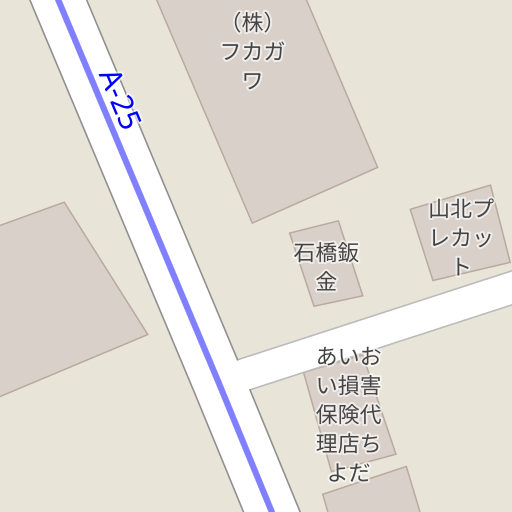 （株）
フカガ
ワ
A-25
山北プ
レカッ
ト
石橋鈑
金
あいお
い損害
保険代
理店ち
よだ